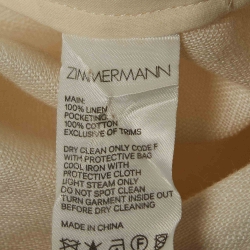 ZIMMERMANN
MAIN:
100% LINEN
POCKETING:
100% COTTON
EXCLUSIVE OF TRIMS
DRY CLEAN ONLY CODE F
WITH PROTECTIVE BAG
COOL IRON WITH
PROTECTIVE CLOTH
LIGHT STEAM ONLY
DO NOT SPOT CLEAN
TURN GARMENT INSIDE OUT
BEFORE DRY CLEANING
MADE IN CHINA